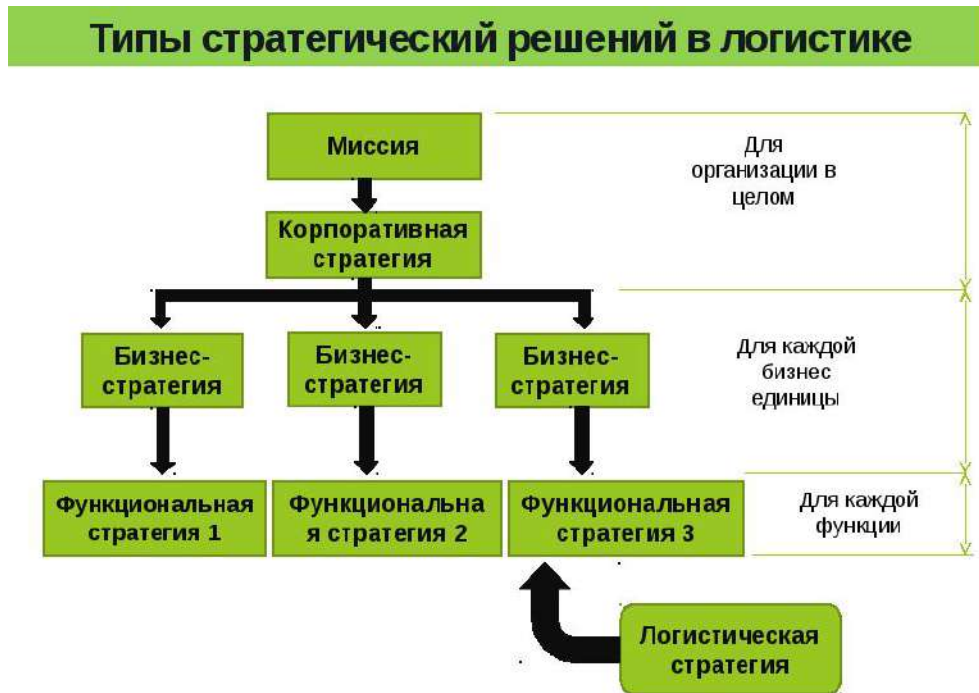 Типы стратегический решений в логистике
Миссия
Для
организации в
целом
Корпоративная
стратегия
Бизнес-
стратегия
Бизнес-
стратегия
Бизнес-
стратегия
Для каждой
бизнес
единицы
Функциональная
стратегия 1
Функциональна
я стратегия 2
Функциональная
стратегия 3
Для каждой
функции
Логистическая
стратегия